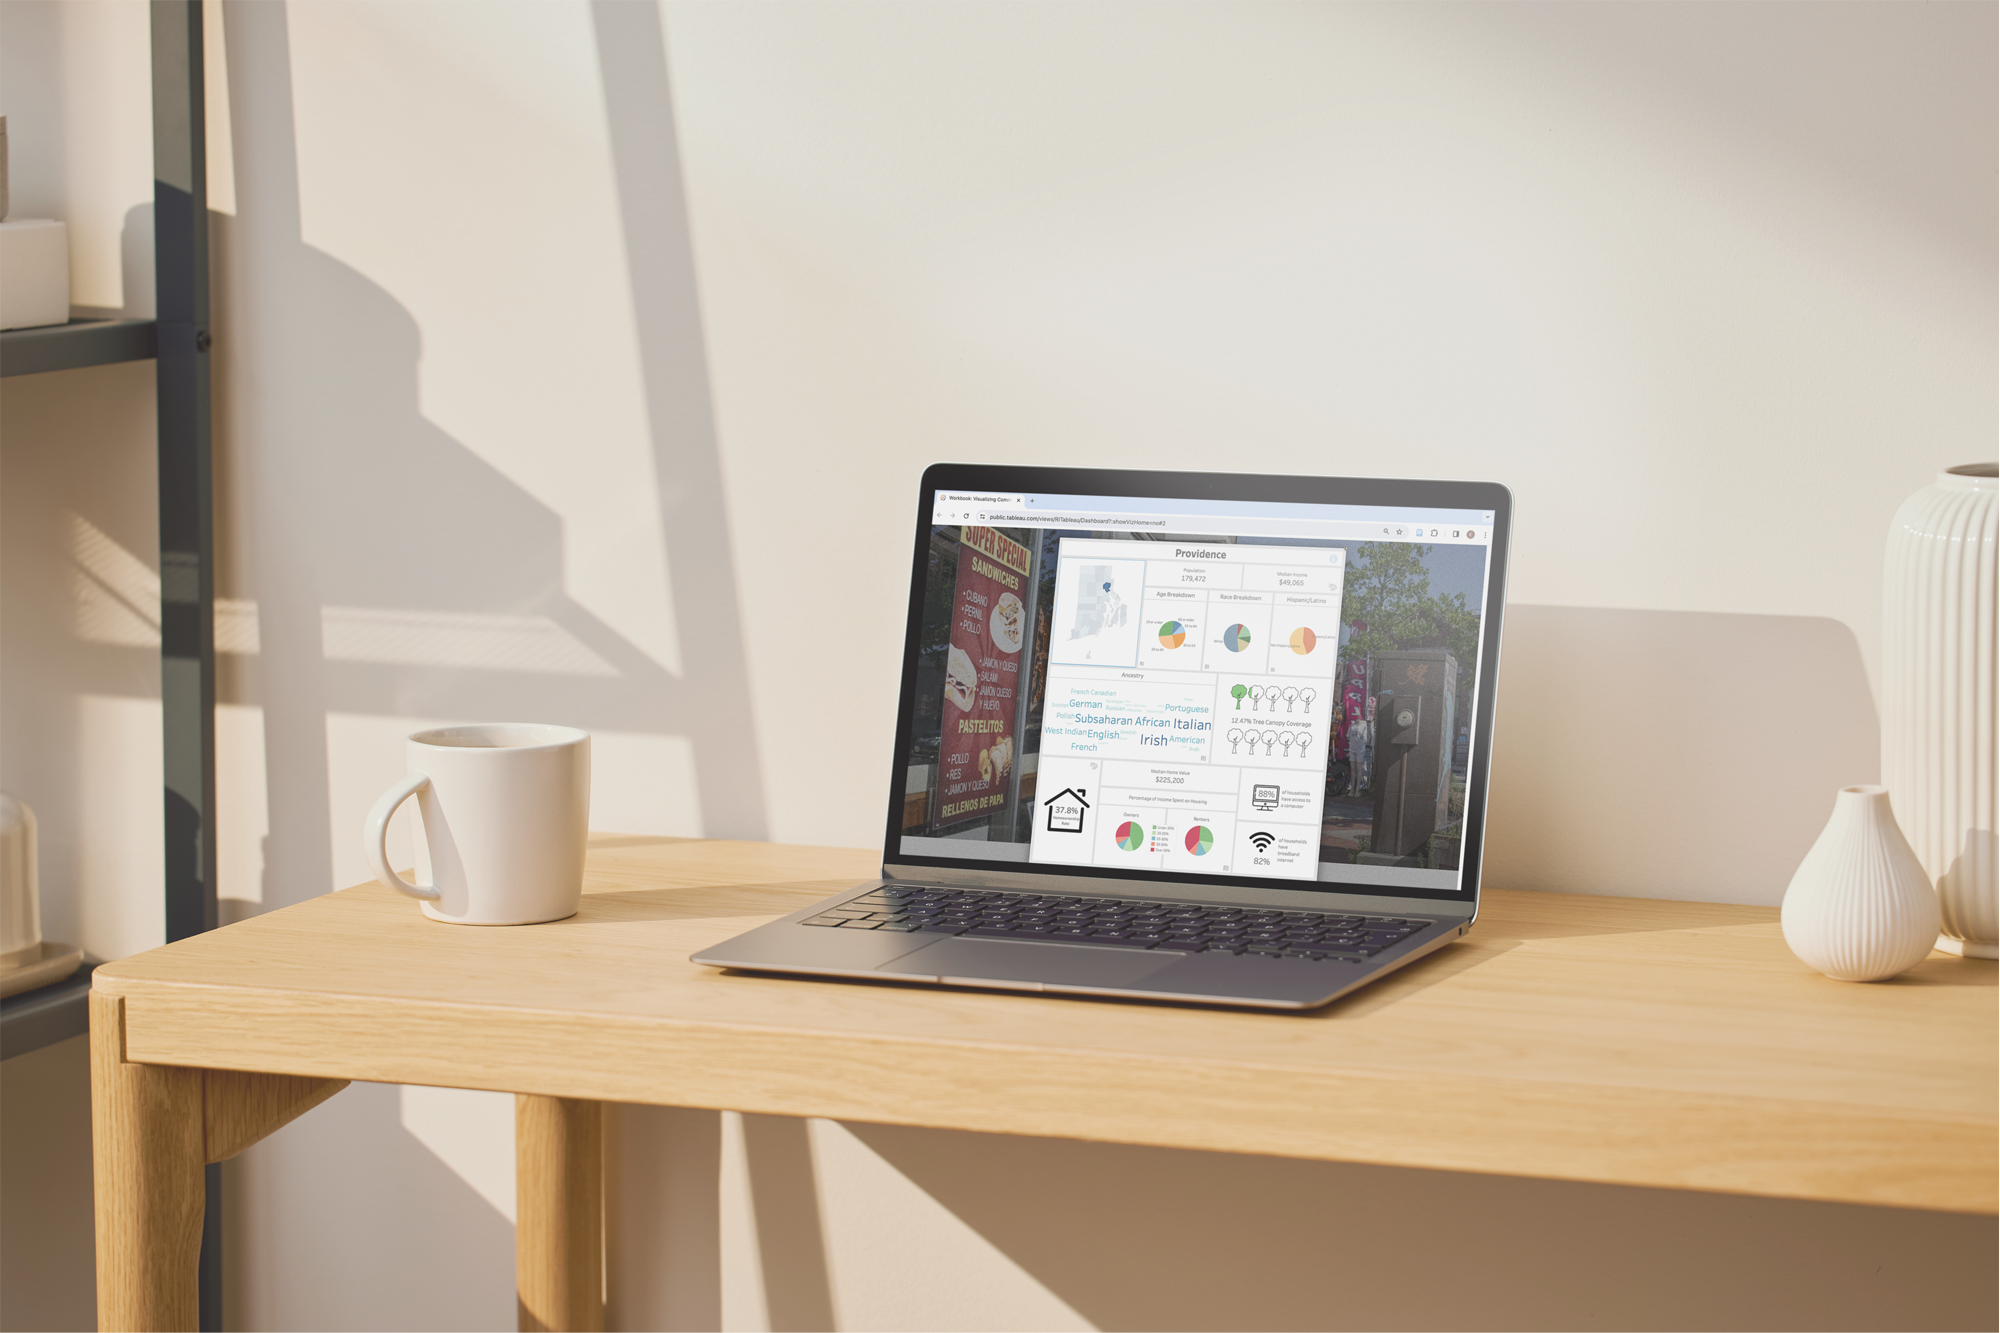 Workbook: Visualizing Comm
public.tableau.com/views/RITableau/Dashboard?:showVizHome=no#2
SUPER SPECIAL
SANDWICHES
• CUBANO
• PERNIL
• POLLO
• JAMON Y QUESO
• SALAMI
• JAMON QUESO
Y HUEVO
PASTELITOS
• POLLO
• RES
• JAMON Y QUESO
RELLENOS DE PAPA
Providence
Population
179,472
Median Income
$49,065
Age Breakdown
Race Breakdown
Hispanic/Latino
Ancestry
French Canadian
German
Russian
Portuguese
Polish
Subsaharan African
Italian
West Indian
English
Irish
American
French
Arab
12.47% Tree Canopy Coverage
37.8%
Homeownership
Rate
Median Home Value
$225,200
Percentage of Income Spent on Housing
Owners
Renters
88%
of households
have access to
a computer
82%
of households
have
broadband
internet